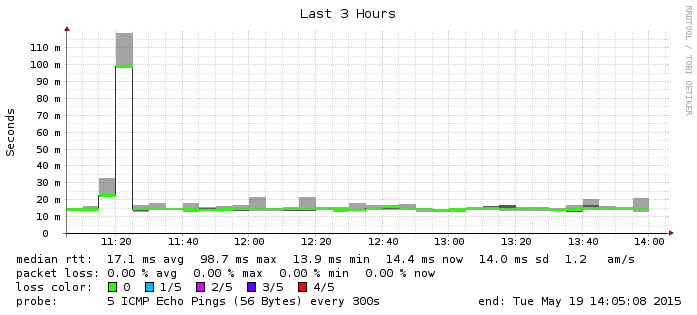 Last 3 Hours
RRDTOOL / TOBI OETIKER
Seconds
110 m
100 m
90 m
80 m
70 m
60 m
50 m
40 m
30 m
20 m
10 m
0
11:20 11:40 12:00 12:20 12:40 13:00 13:20 13:40 14:00
median rtt: 17.1 ms avg 98.7 ms max 13.9 ms min 14.4 ms now 14.0 ms sd 1.2 am/s
packet loss: 0.00 % avg 0.00 % max 0.00 % min 0.00 % now
loss color: 0 1/5 2/5 3/5 4/5
probe: 5 ICMP Echo Pings (56 Bytes) every 300s end: Tue May 19 14:05:08 2015